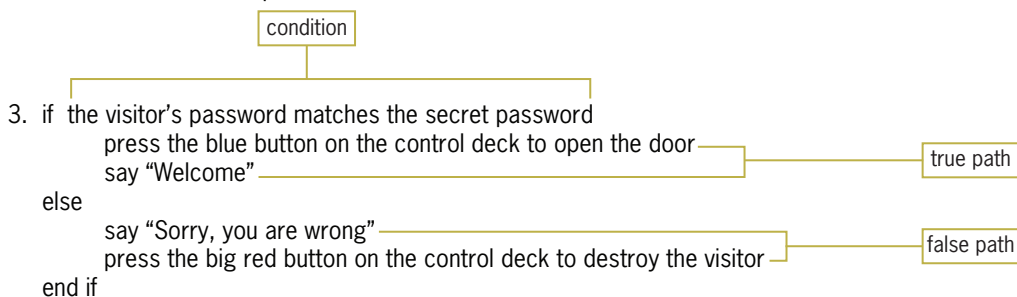 condition
3. if the visitor’s password matches the secret password
press the blue button on the control deck to open the door
say “Welcome”
true path
else
say “Sorry, you are wrong”
press the big red button on the control deck to destroy the visitor
false path
end if